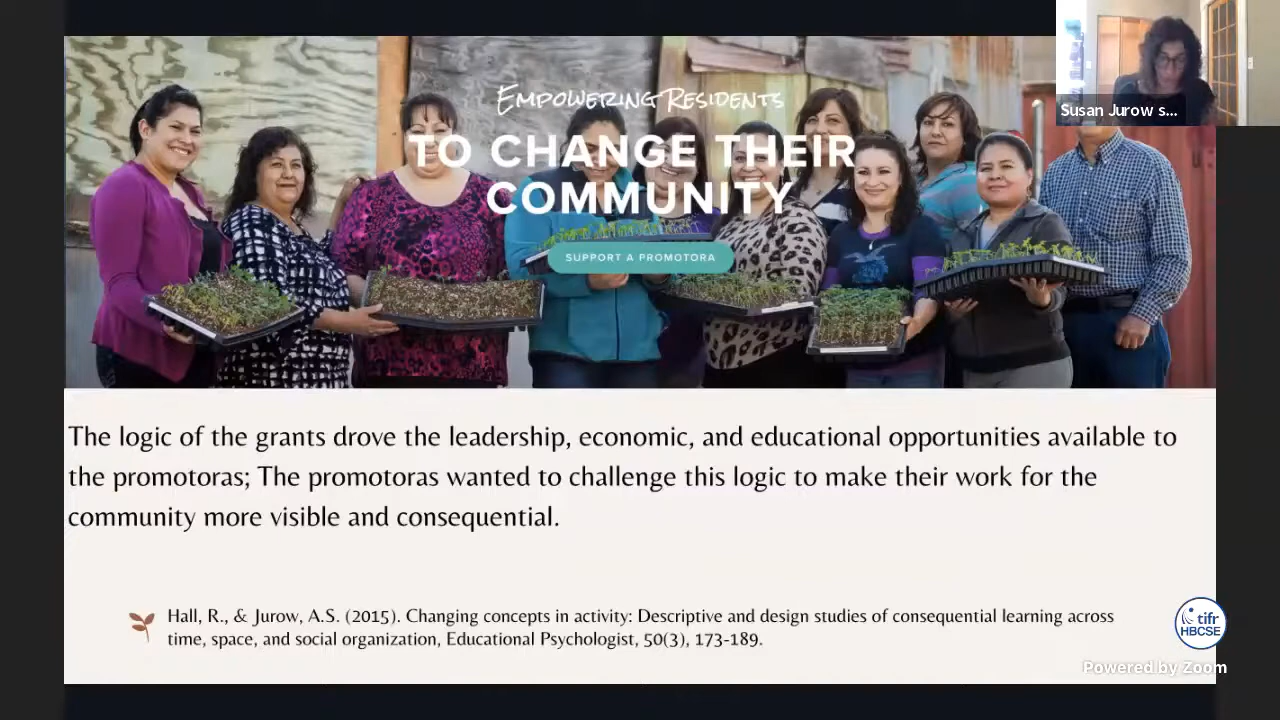 Susan Jurow s...
EMPOWERING RESIDENTS
TO CHANGE THEIR
COMMUNITY
SUPPORT A PROMOTORA
The logic of the grants drove the leadership, economic, and educational opportunities available to
the promotoras; The promotoras wanted to challenge this logic to make their work for the
community more visible and consequential.
Hall, R., & Jurow, A.S. (2015). Changing concepts in activity: Descriptive and design studies of consequential learning across
time, space, and social organization, Educational Psychologist, 50(3), 173-189.
tifr
HBCSE
Powered by Zoom